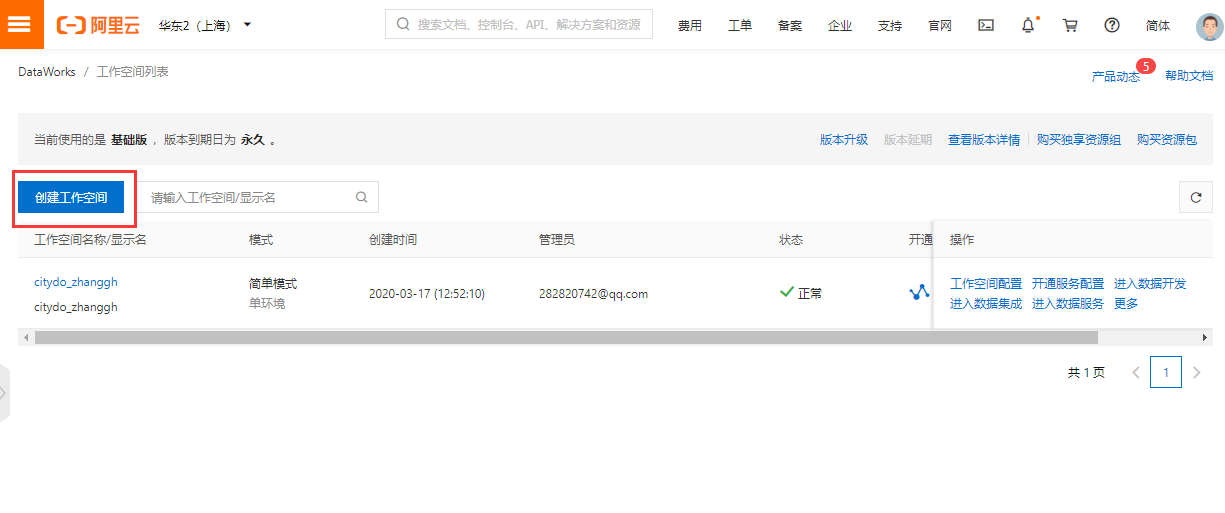 阿里云 华东2（上海） 搜索文档、控制台、API、解决方案和资源 费用 工单 备案 企业 支持 官网 简体
DataWorks / 工作空间列表 产品动态 5 帮助文档
当前使用的是 基础版 ，版本到期日为 永久 。 版本升级 版本延期 查看版本详情 购买独享资源组 购买资源包
创建工作空间 请输入工作空间/显示名
工作空间名称/显示名 模式 创建时间 管理员 状态 开通 操作
citydo_zhanggh 简单模式 工作空间配置 开通服务配置 进入数据开发
2020-03-17 (12:52:10) 282820742@qq.com 正常
citydo_zhanggh 单环境 进入数据集成 进入数据服务 更多
共 1 页 1